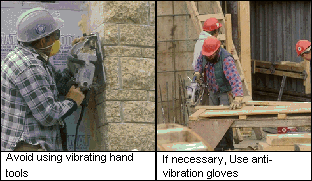 Avoid using vibrating hand
tools
If necessary, Use anti-
vibration gloves